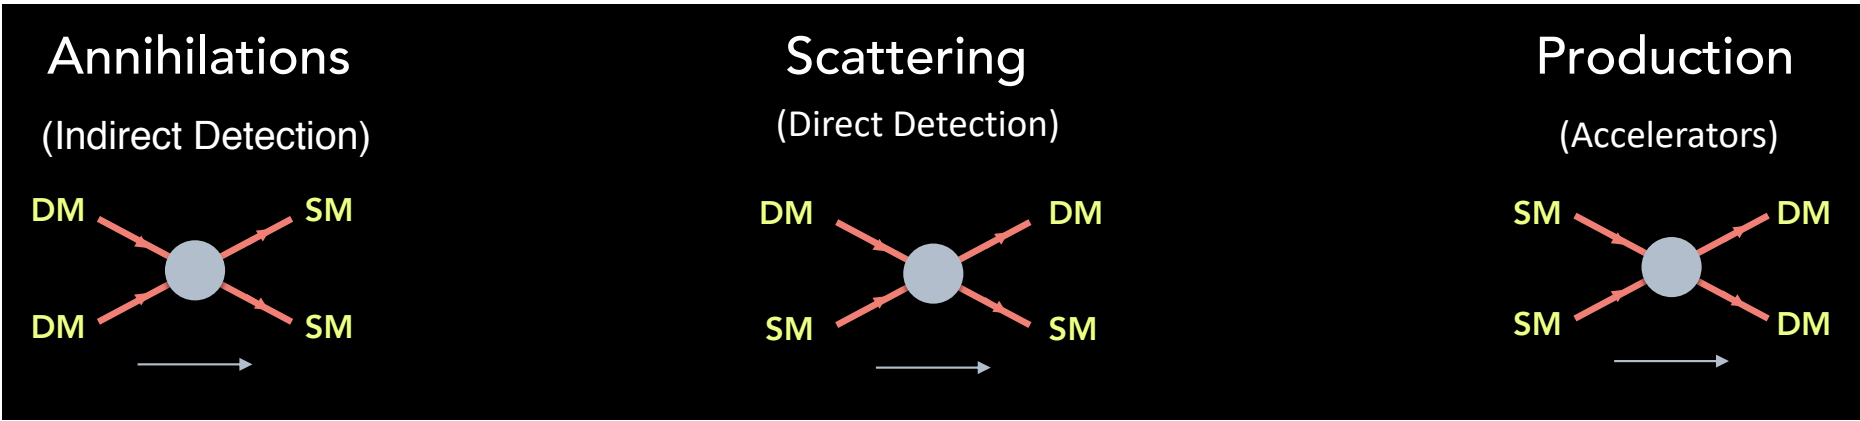 Annihilations
(Indirect Detection)
DM SM
DM SM
Scattering
(Direct Detection)
DM DM
SM SM
Production
(Accelerators)
SM DM
SM DM